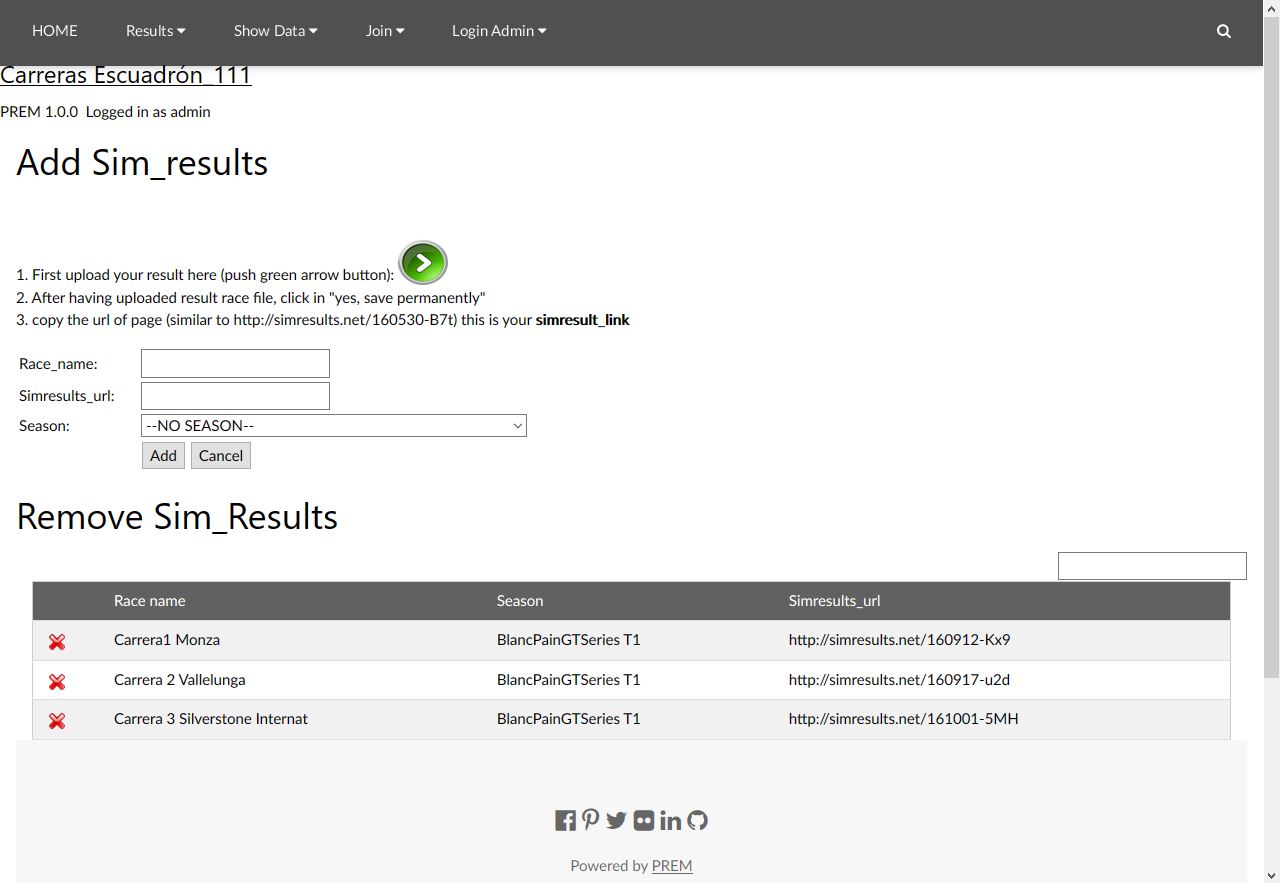 HOME Results Show Data Join Login Admin
Carreras Escuadrón_111
PREM 1.0.0 Logged in as admin
Add Sim_results
1. First upload your result here (push green arrow button):
2. After having uploaded result race file, click in "yes, save permanently"
3. copy the url of page (similar to http://simresults.net/160530-B7t) this is your simresult_link
Race_name:
Simresults_url:
Season: --NO SEASON--
Add Cancel
Remove Sim_Results
Race name Season Simresults_url
Carrera1 Monza BlancPainGTSeries T1 http://simresults.net/160912-Kx9
Carrera 2 Vallelunga BlancPainGTSeries T1 http://simresults.net/160917-u2d
Carrera 3 Silverstone Internat BlancPainGTSeries T1 http://simresults.net/161001-5MH
Powered by PREM